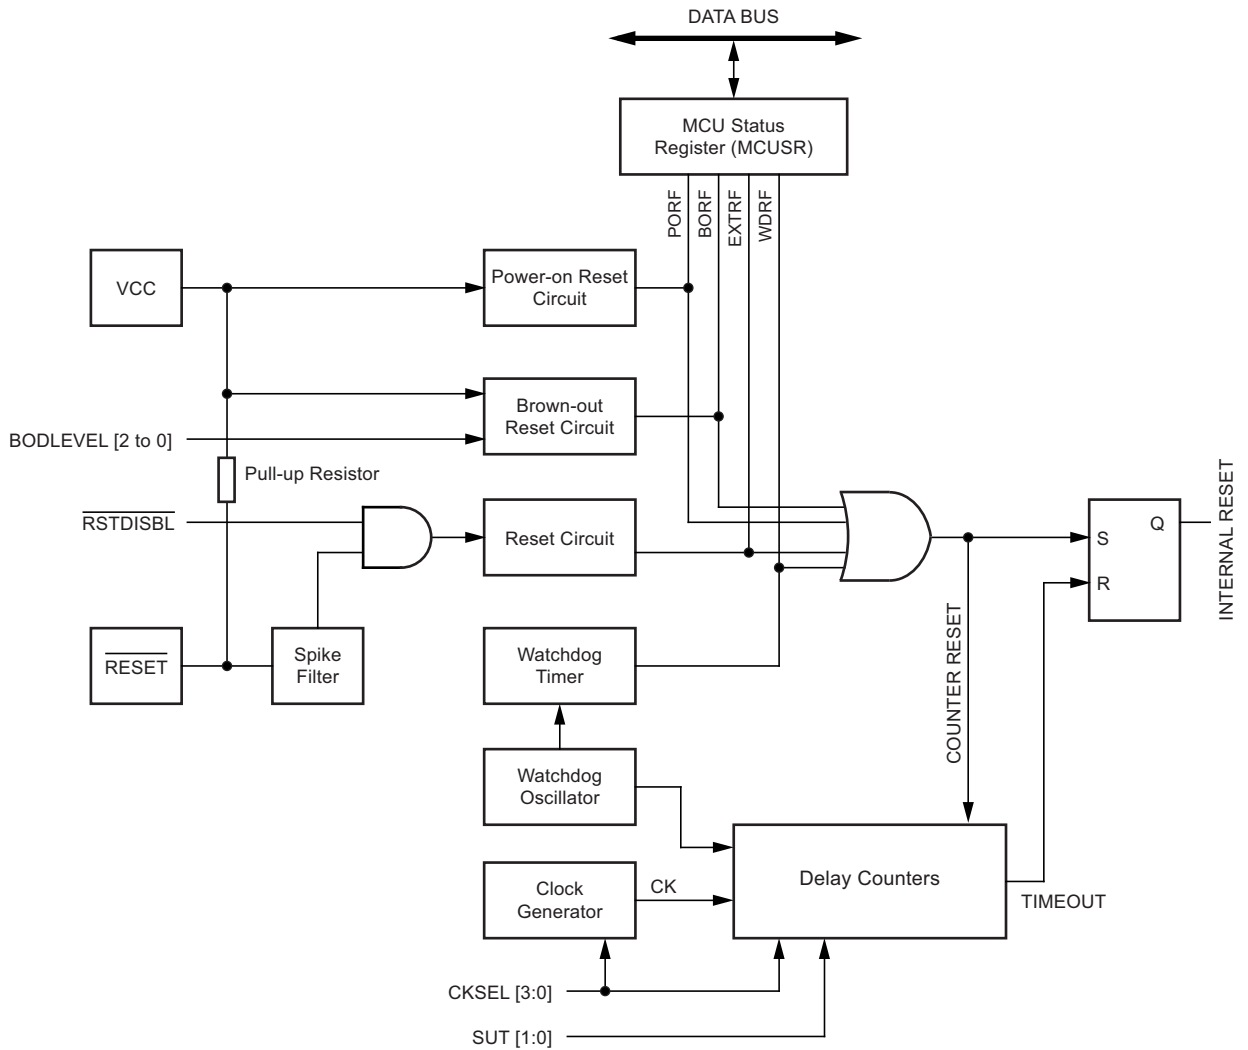 DATA BUS
MCU Status
Register (MCUSR)
PORF
BORF
EXTRF
WDRF
VCC
Power-on Reset
Circuit
Brown-out
Reset Circuit
BODLEVEL [2 to 0]
Pull-up Resistor
RSTDISBL
Reset Circuit
S
Q
R
INTERNAL RESET
RESET
Spike
Filter
Watchdog
Timer
COUNTER RESET
Watchdog
Oscillator
Clock
Generator
CK
Delay Counters
TIMEOUT
CKSEL [3:0]
SUT [1:0]